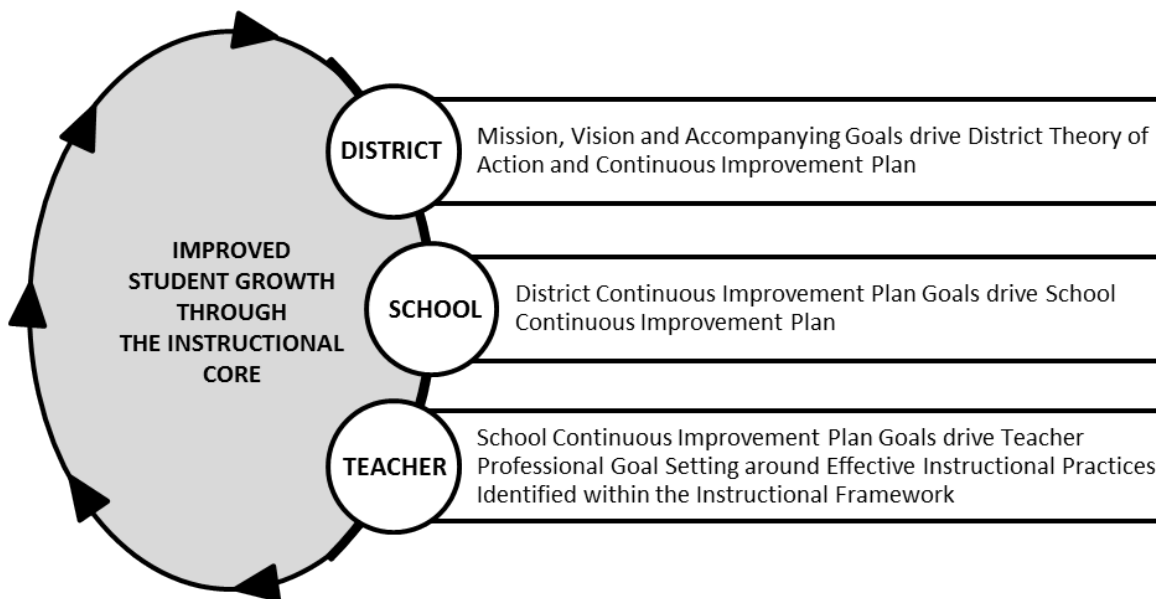 IMPROVED
STUDENT GROWTH
THROUGH
THE INSTRUCTIONAL
CORE
DISTRICT
Mission, Vision and Accompanying Goals drive District Theory of
Action and Continuous Improvement Plan
SCHOOL
District Continuous Improvement Plan Goals drive School
Continuous Improvement Plan
TEACHER
School Continuous Improvement Plan Goals drive Teacher
Professional Goal Setting around Effective Instructional Practices
Identified within the Instructional Framework